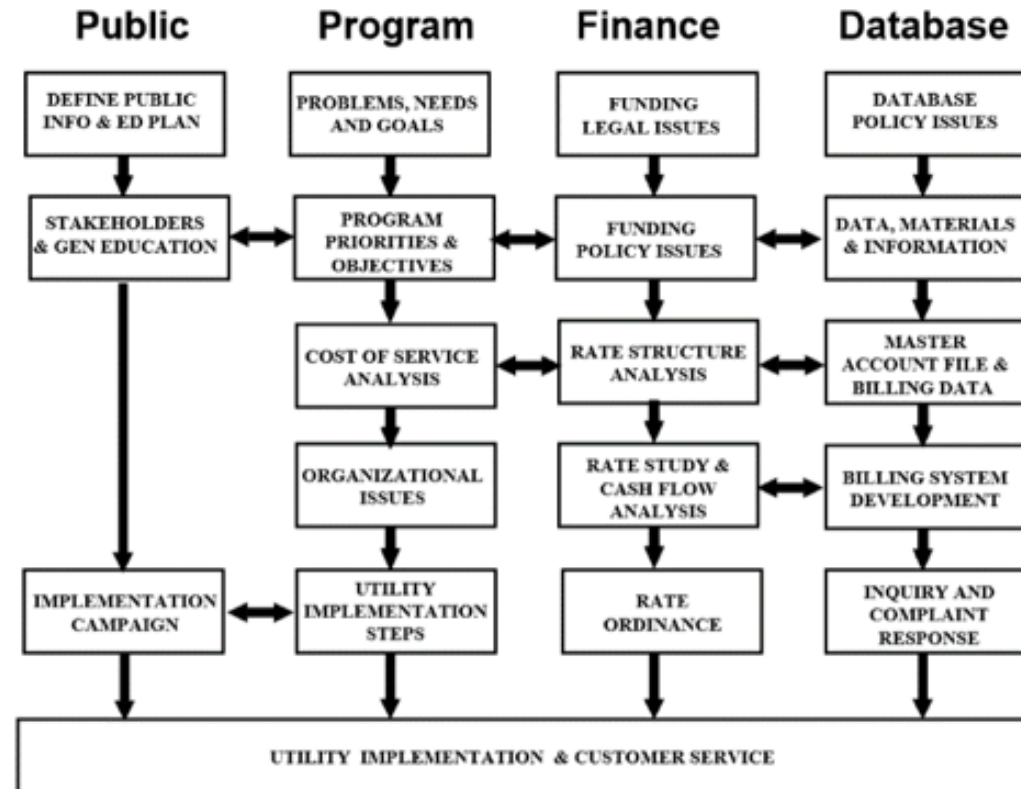 Public Program Finance Database
DEFINE PUBLIC
INFO & ED PLAN
PROBLEMS, NEEDS
AND GOALS
FUNDING
LEGAL ISSUES
DATABASE
POLICY ISSUES
STAKEHOLDERS
& GEN EDUCATION
PROGRAM
PRIORITIES &
OBJECTIVES
FUNDING
POLICY ISSUES
DATA, MATERIALS
& INFORMATION
COST OF SERVICE
ANALYSIS
RATE STRUCTURE
ANALYSIS
MASTER
ACCOUNT FILE &
BILLING DATA
ORGANIZATIONAL
ISSUES
RATE STUDY &
CASH FLOW
ANALYSIS
BILLING SYSTEM
DEVELOPMENT
IMPLEMENTATION
CAMPAIGN
UTILITY
IMPLEMENTATION
STEPS
RATE
ORDINANCE
INQUIRY AND
COMPLAINT
RESPONSE
UTILITY IMPLEMENTATION & CUSTOMER SERVICE